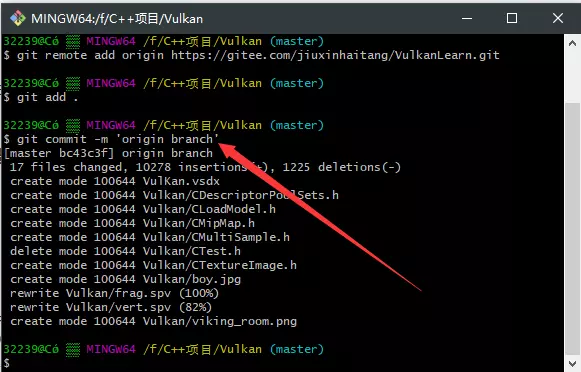 MINGW64:/f/C++项目/Vulkan
32239@Cǿ ▒▒ MINGW64 /f/C++项目/Vulkan (master)
$ git remote add origin https://gitee.com/jiuxinhaitang/VulkanLearn.git
32239@Cǿ ▒▒ MINGW64 /f/C++项目/Vulkan (master)
$ git add .
32239@Cǿ ▒▒ MINGW64 /f/C++项目/Vulkan (master)
$ git commit -m 'origin branch'
[master bc43c3f] origin branch
17 files changed, 10278 insertions(+), 1225 deletions(-)
create mode 100644 VulKan.vsdx
create mode 100644 Vulkan/CDescriptorPoolSets.h
create mode 100644 Vulkan/CLoadModel.h
create mode 100644 Vulkan/CMipMap.h
create mode 100644 Vulkan/CMultiSample.h
delete mode 100644 Vulkan/CTest.h
create mode 100644 Vulkan/CTextureImage.h
create mode 100644 Vulkan/boy.jpg
rewrite Vulkan/frag.spv (100%)
rewrite Vulkan/vert.spv (82%)
create mode 100644 Vulkan/viking_room.png
32239@Cǿ ▒▒ MINGW64 /f/C++项目/Vulkan (master)
$